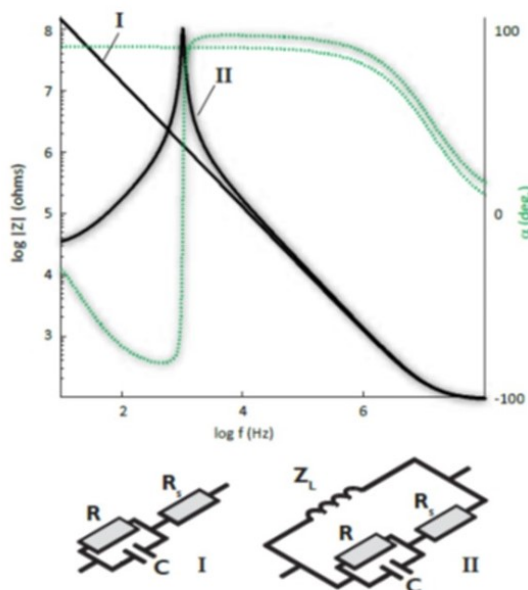 8
7
6
5
4
3
log |Z| (ohms)
I
II
100
0
-100
α (deg.)
2
4
6
log f (Hz)
R
Rs
C
I
ZL
R
Rs
C
II